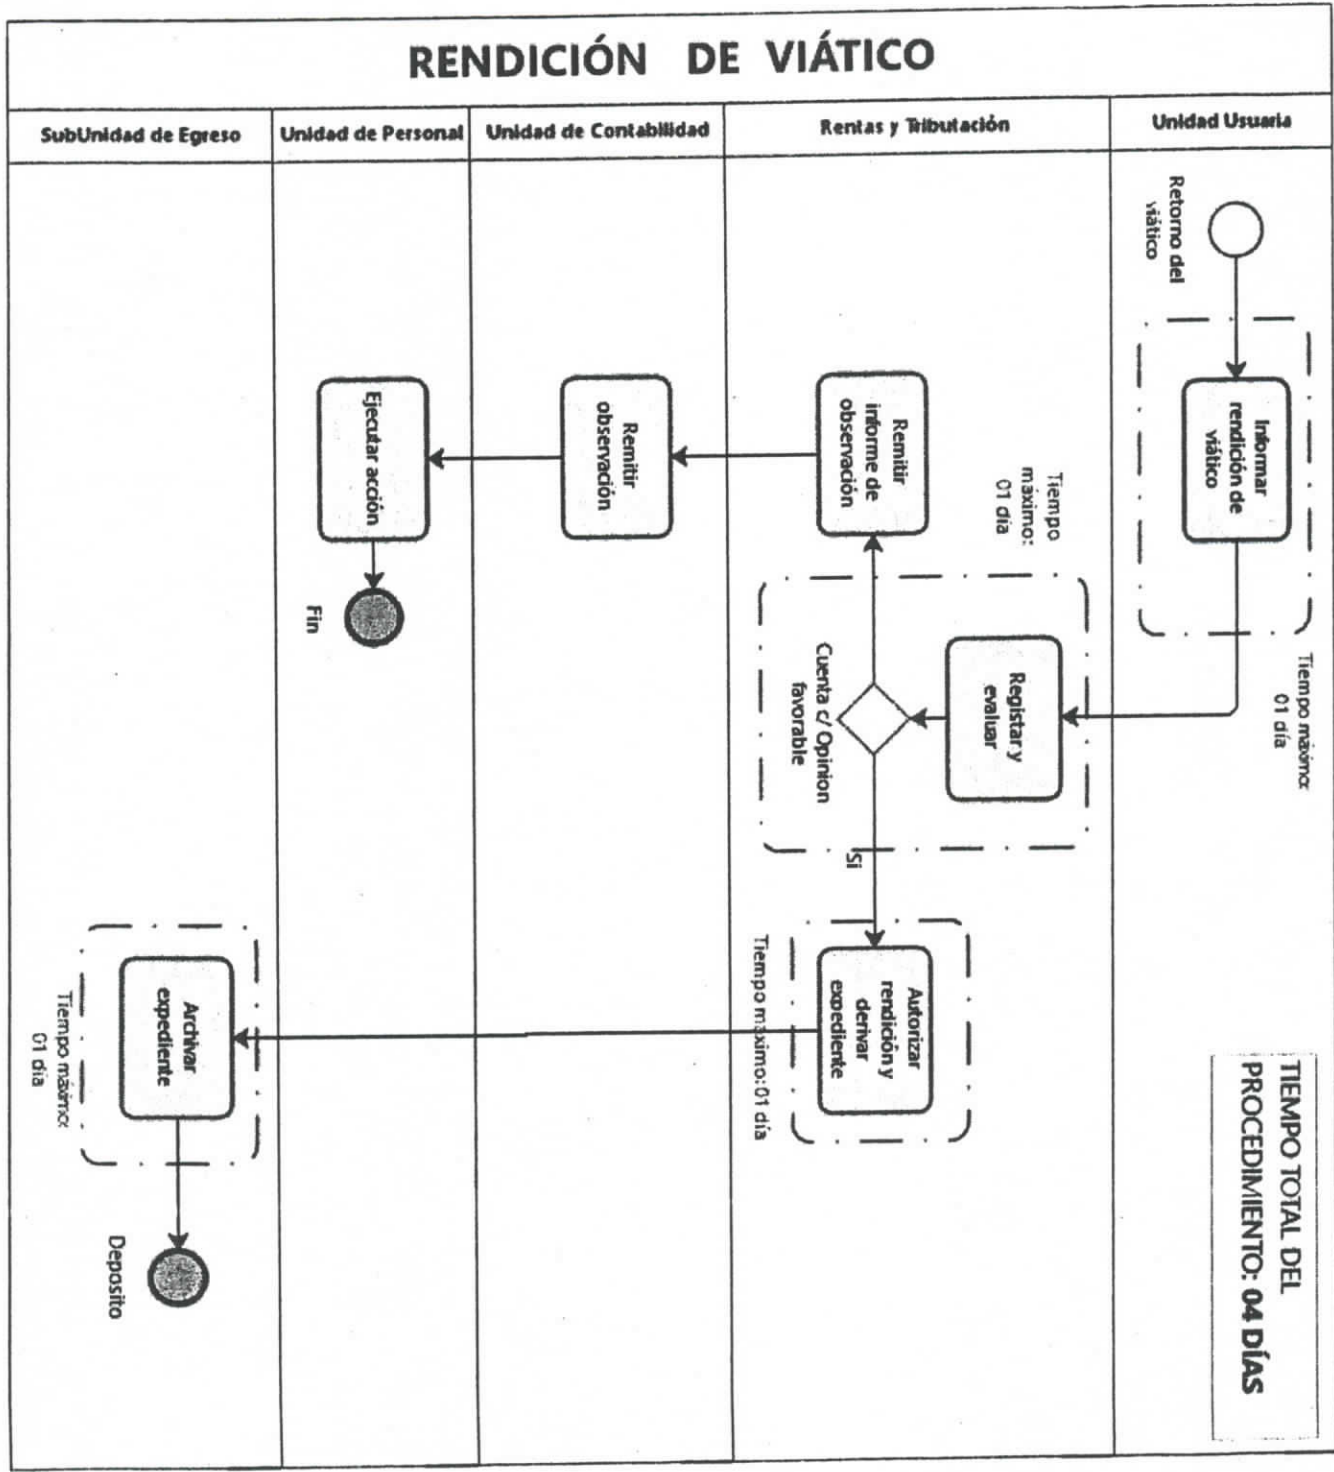 RENDICIÓN DE VIÁTICO
SubUnidad de Egreso
Unidad de Personal
Unidad de Contabilidad
Rentas y Tributación
Unidad Usuaria
Retorno del
viático
Informar
rendición de
viático
Tiempo máximo:
01 día
Registar y
evaluar
Tiempo
máximo:
01 día
Cuenta c/ Opinion
favorable
Remitir
informe de
observación
Remitir
observación
Ejecutar acción
Fin
Si
Autorizar
rendición y
derivar
expediente
Tiempo máximo: 01 día
Archivar
expediente
Tiempo máximo:
01 día
Deposito
TIEMPO TOTAL DEL
PROCEDIMIENTO: 04 DÍAS